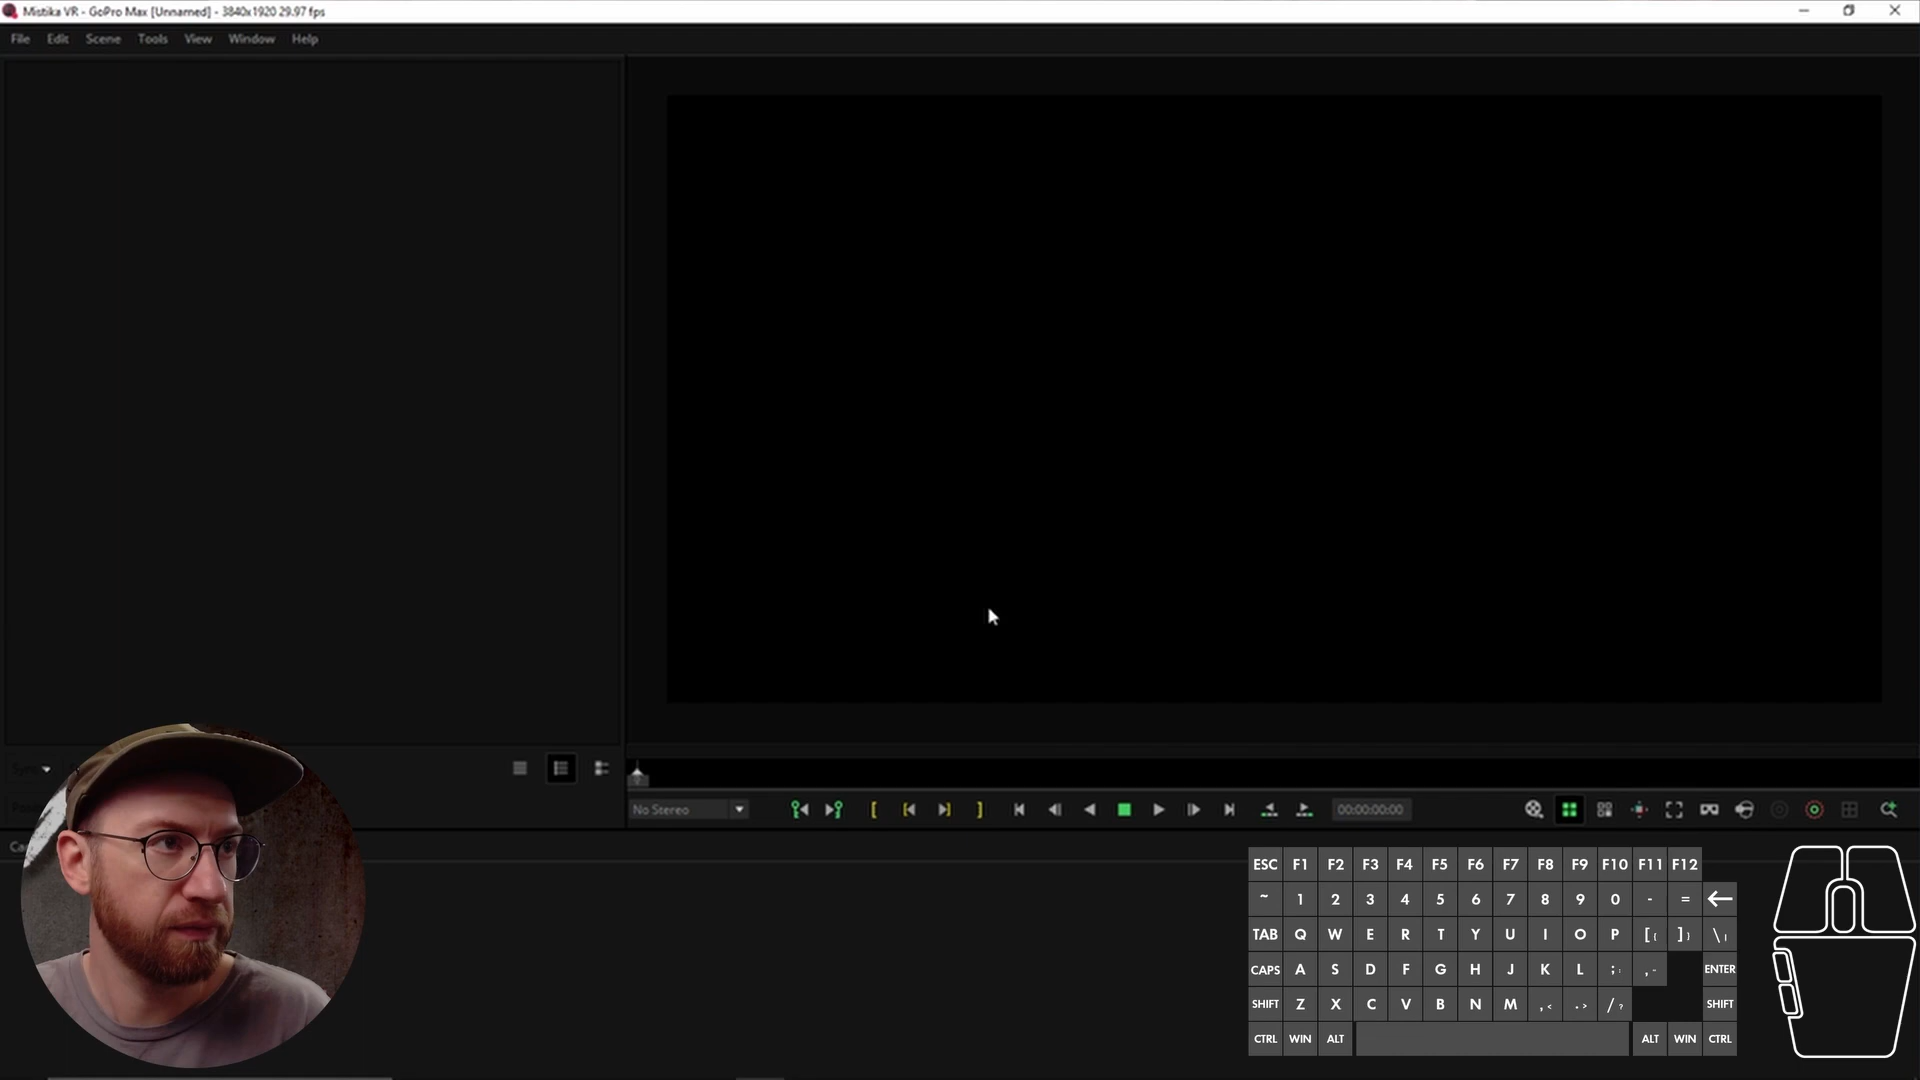 Mistika VR - GoPro Max [Unnamed] - 3840x1920 29.97 fps
File Edit Scene Tools View Window Help
No Stereo
00:00:00:00
ESC F1 F2 F3 F4 F5 F6 F7 F8 F9 F10 F11 F12
~ 1 2 3 4 5 6 7 8 9 0 - =
TAB Q W E R T Y U I O P [{ ]} \|
CAPS A S D F G H J K L ;: ENTER
SHIFT Z X C V B N M ,< .> /? SHIFT
CTRL WIN ALT ALT WIN CTRL